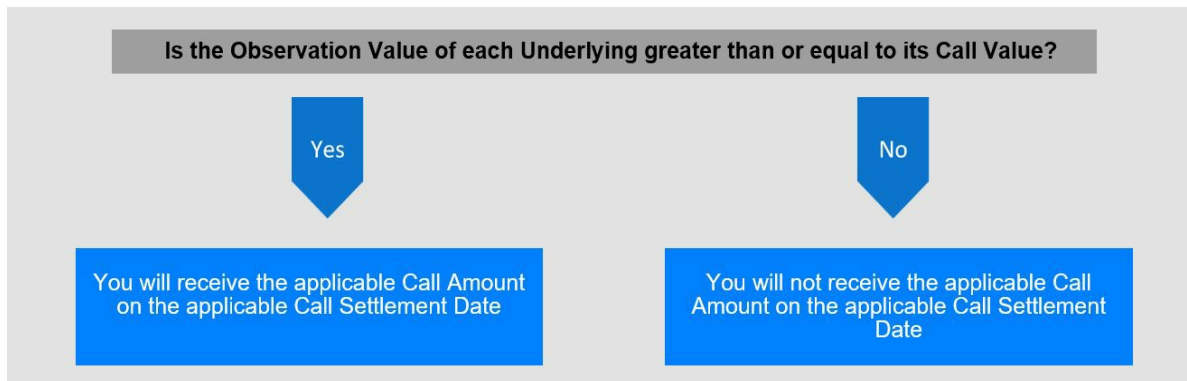 Is the Observation Value of each Underlying greater than or equal to its Call Value?
Yes
No
You will receive the applicable Call Amount
on the applicable Call Settlement Date
You will not receive the applicable Call
Amount on the applicable Call Settlement
Date